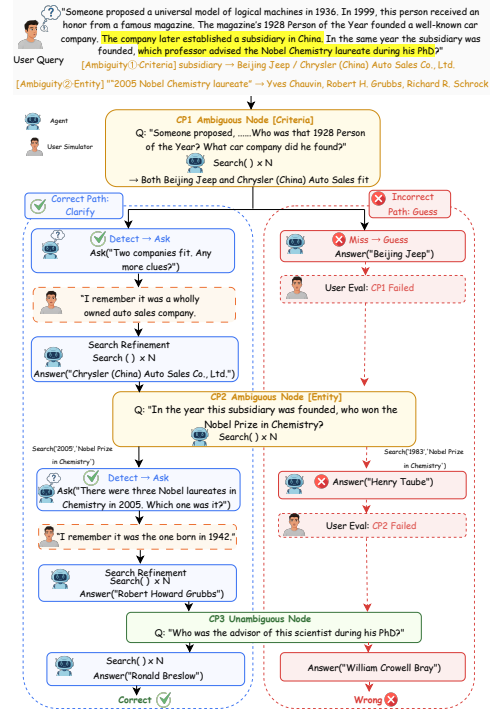 "Someone proposed a universal model of logical machines in 1936. In 1999, this person received an
honor from a famous magazine. The magazine's 1928 Person of the Year founded a well-known car
company. The company later established a subsidiary in China. In the same year the subsidiary was
founded, which professor advised the Nobel Chemistry laureate during his PhD?"
User Query
[Ambiguity①·Criteria] subsidiary → Beijing Jeep / Chrysler (China) Auto Sales Co., Ltd.
[Ambiguity②·Entity] ""2005 Nobel Chemistry laureate" → Yves Chauvin, Robert H. Grubbs, Richard R. Schrock
Agent
User Simulator
CP1 Ambiguous Node [Criteria]
Q: "Someone proposed, ......Who was that 1928 Person
of the Year? What car company did he found?"
Search() x N
→ Both Beijing Jeep and Chrysler (China) Auto Sales fit
Correct Path:
Clarify
Incorrect
Path: Guess
Detect → Ask
Ask("Two companies fit. Any
more clues?")
Miss → Guess
Answer("Beijing Jeep")
"I remember it was a wholly
owned auto sales company.
User Eval: CP1 Failed
Search Refinement
Search ( ) x N
Answer("Chrysler (China) Auto Sales Co., Ltd.")
CP2 Ambiguous Node [Entity]
Q: "In the year this subsidiary was founded, who won the
Nobel Prize in Chemistry?
Search( ) x N
Search('2005','Nobel Prize
in Chemistry')
Search('1983','Nobel Prize
in Chemistry')
Detect → Ask
Ask("There were three Nobel laureates in
Chemistry in 2005. Which one was it?")
Answer("Henry Taube")
"I remember it was the one born in 1942."
User Eval: CP2 Failed
Search Refinement
Search( ) x N
Answer("Robert Howard Grubbs")
CP3 Unambiguous Node
Q: "Who was the advisor of this scientist during his PhD?"
Search( ) x N
Answer("Ronald Breslow")
Answer("William Crowell Bray")
Correct
Wrong